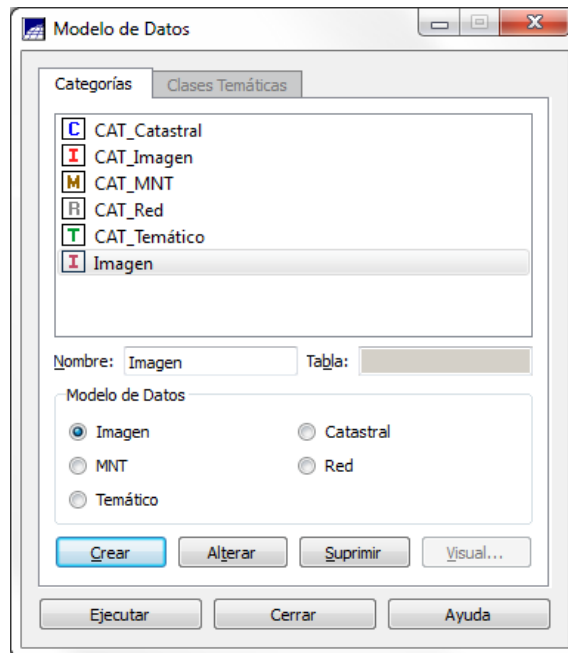 Modelo de Datos
Categorías Clases Temáticas
C CAT_Catastral
I CAT_Imagen
M CAT_MNT
R CAT_Red
T CAT_Temático
I Imagen
Nombre: Imagen Tabla:
Modelo de Datos
Imagen Catastral
MNT Red
Temático
Crear Alterar Suprimir Visual...
Ejecutar Cerrar Ayuda